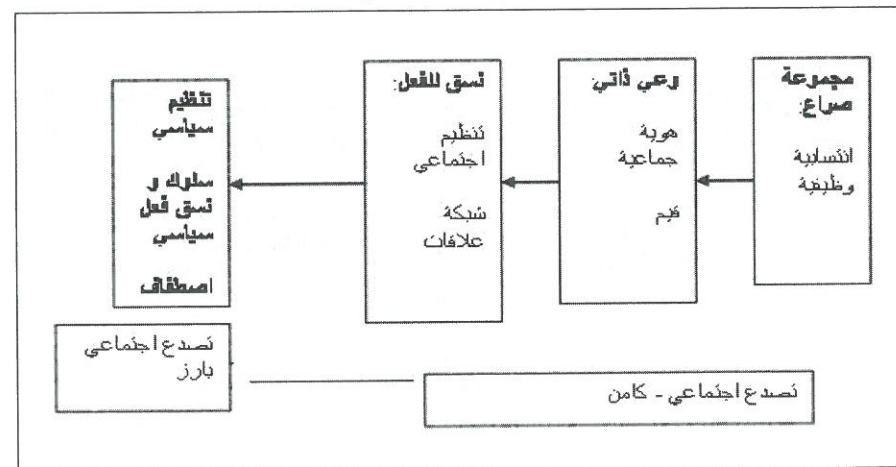 مجموعة
صراع:
انتسابية
وظيفية
وعي ذاتي:
هوية
جماعية
قيم
نسق للفعل:
تنظيم
اجتماعي
شبكة
علاقات
تنظيم
سياسي
سلوك و
نسق فعل
سياسي
اصطفاف
تصدع اجتماعي - كامن
تصدع اجتماعي
بارز